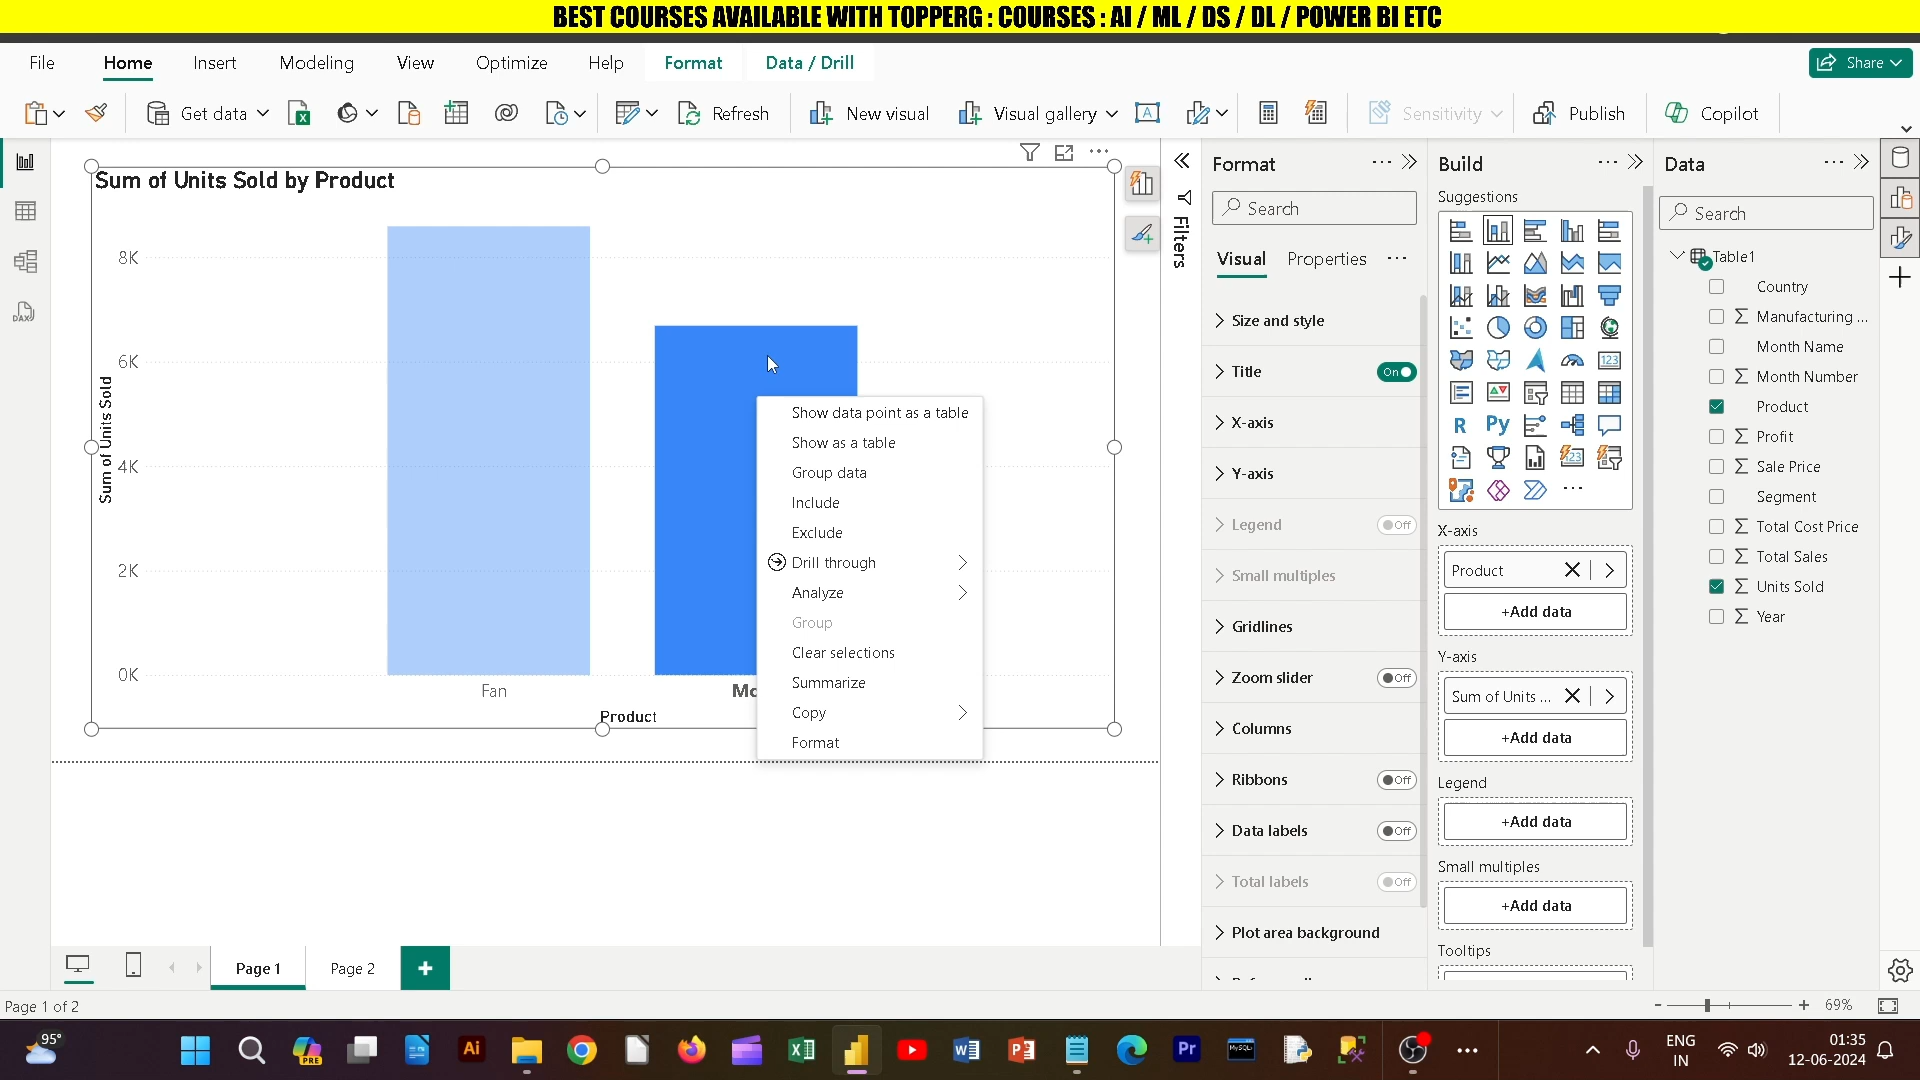 BEST COURSES AVAILABLE WITH TOPPERG : COURSES : AI / ML / DS / DL / POWER BI ETC
File Home Insert Modeling View Optimize Help Format Data / Drill Share
Get data Refresh New visual Visual gallery Sensitivity Publish Copilot
Sum of Units Sold by Product
8K
6K
4K
2K
0K
Sum of Units Sold
Fan
Product
Show data point as a table
Show as a table
Group data
Include
Exclude
Drill through
Analyze
Group
Clear selections
Summarize
Copy
Format
Filters
Format
Search
Visual Properties
Size and style
Title On
X-axis
Y-axis
Legend Off
Small multiples
Gridlines
Zoom slider Off
Columns
Ribbons Off
Data labels Off
Total labels Off
Plot area background
Build
Suggestions
R Py
X-axis
Product
+Add data
Y-axis
Sum of Units ...
+Add data
Legend
+Add data
Small multiples
+Add data
Tooltips
Data
Search
Table1
Country
Manufacturing ...
Month Name
Month Number
Product
Profit
Sale Price
Segment
Total Cost Price
Total Sales
Units Sold
Year
DAX
Page 1 Page 2
Page 1 of 2
69%
95°
PRE
Ai
Pr
MySQL
ENG
IN
01:35
12-06-2024